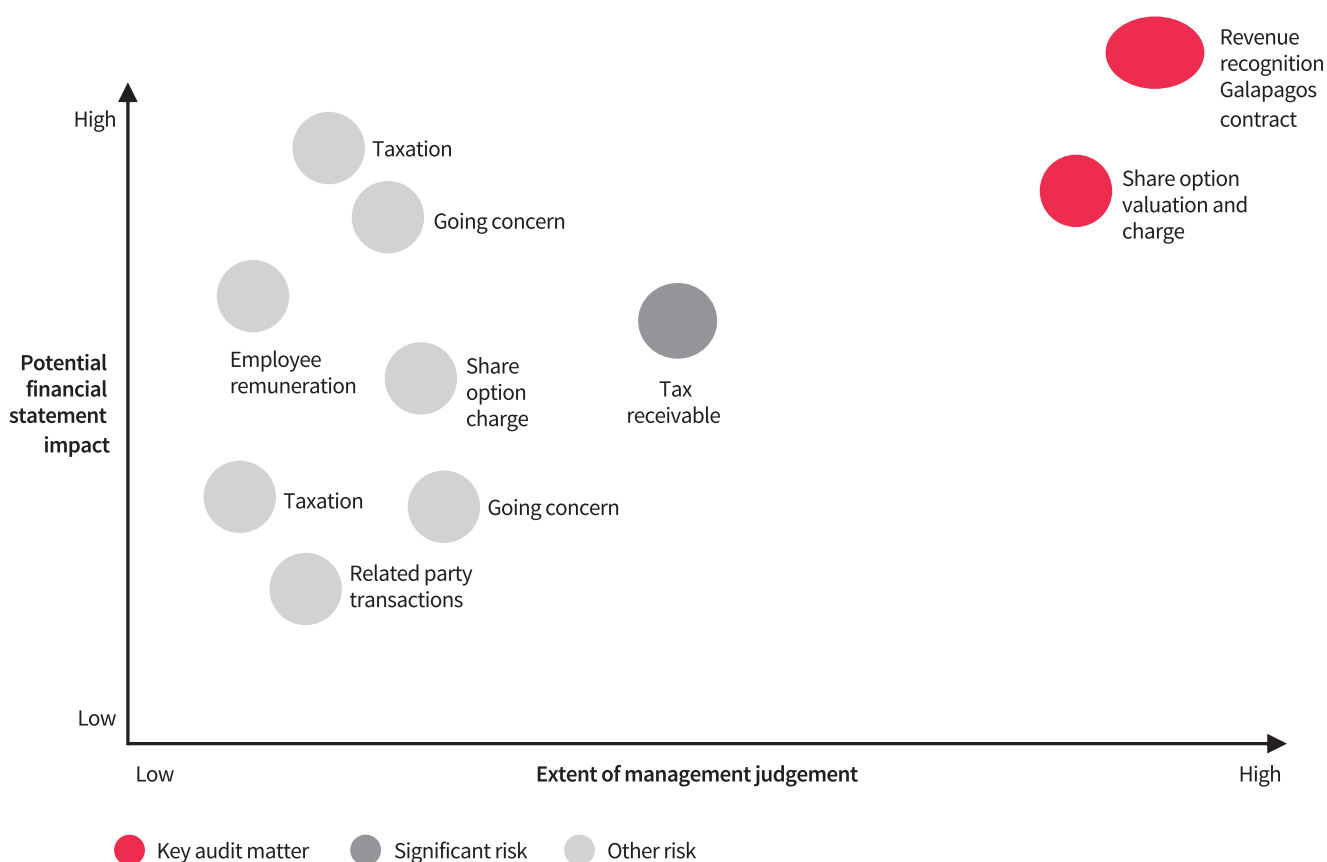 Revenue
recognition
Galapagos
contract
High
Taxation
Share option
valuation and
charge
Going concern
Employee
remuneration
Share
option
charge
Tax
receivable
Potential
financial
statement
impact
Taxation
Going concern
Related party
transactions
Low
Low
Extent of management judgement
High
Key audit matter
Significant risk
Other risk